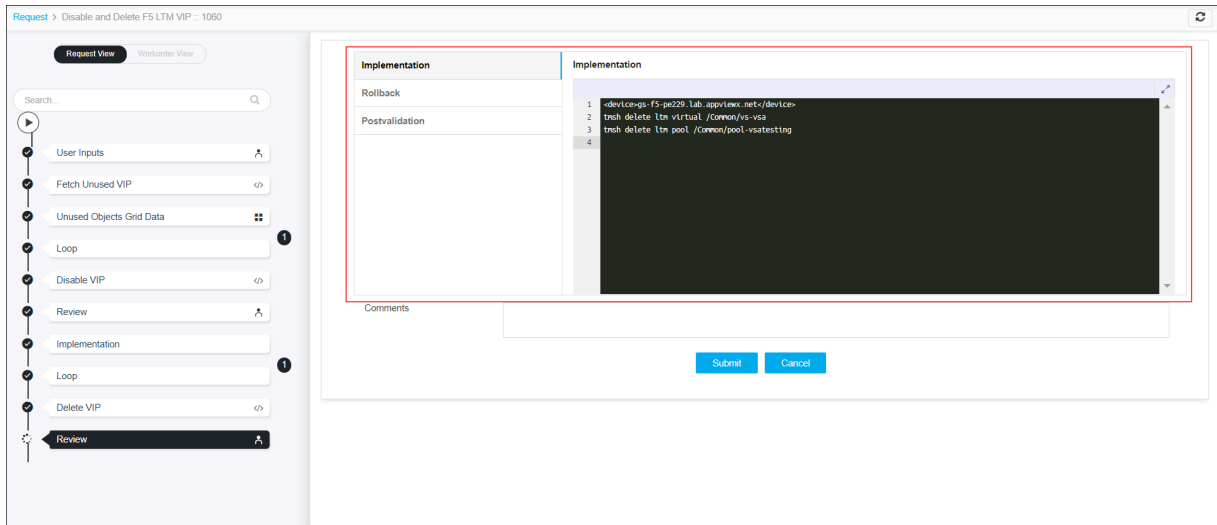 Request > Disable and Delete F5 LTM VIP :: 1060
Request View
Workorder View
Search...
User Inputs
Fetch Unused VIP
Unused Objects Grid Data
1
Loop
Disable VIP
Review
Implementation
1
Loop
Delete VIP
Review
Implementation
Rollback
Postvalidation
Implementation
1 <device>gs-f5-pe229.lab.appviewx.net</device>
2 tmsh delete ltm virtual /Common/vs-vsa
3 tmsh delete ltm pool /Common/pool-vsatesting
4
Comments
Submit
Cancel